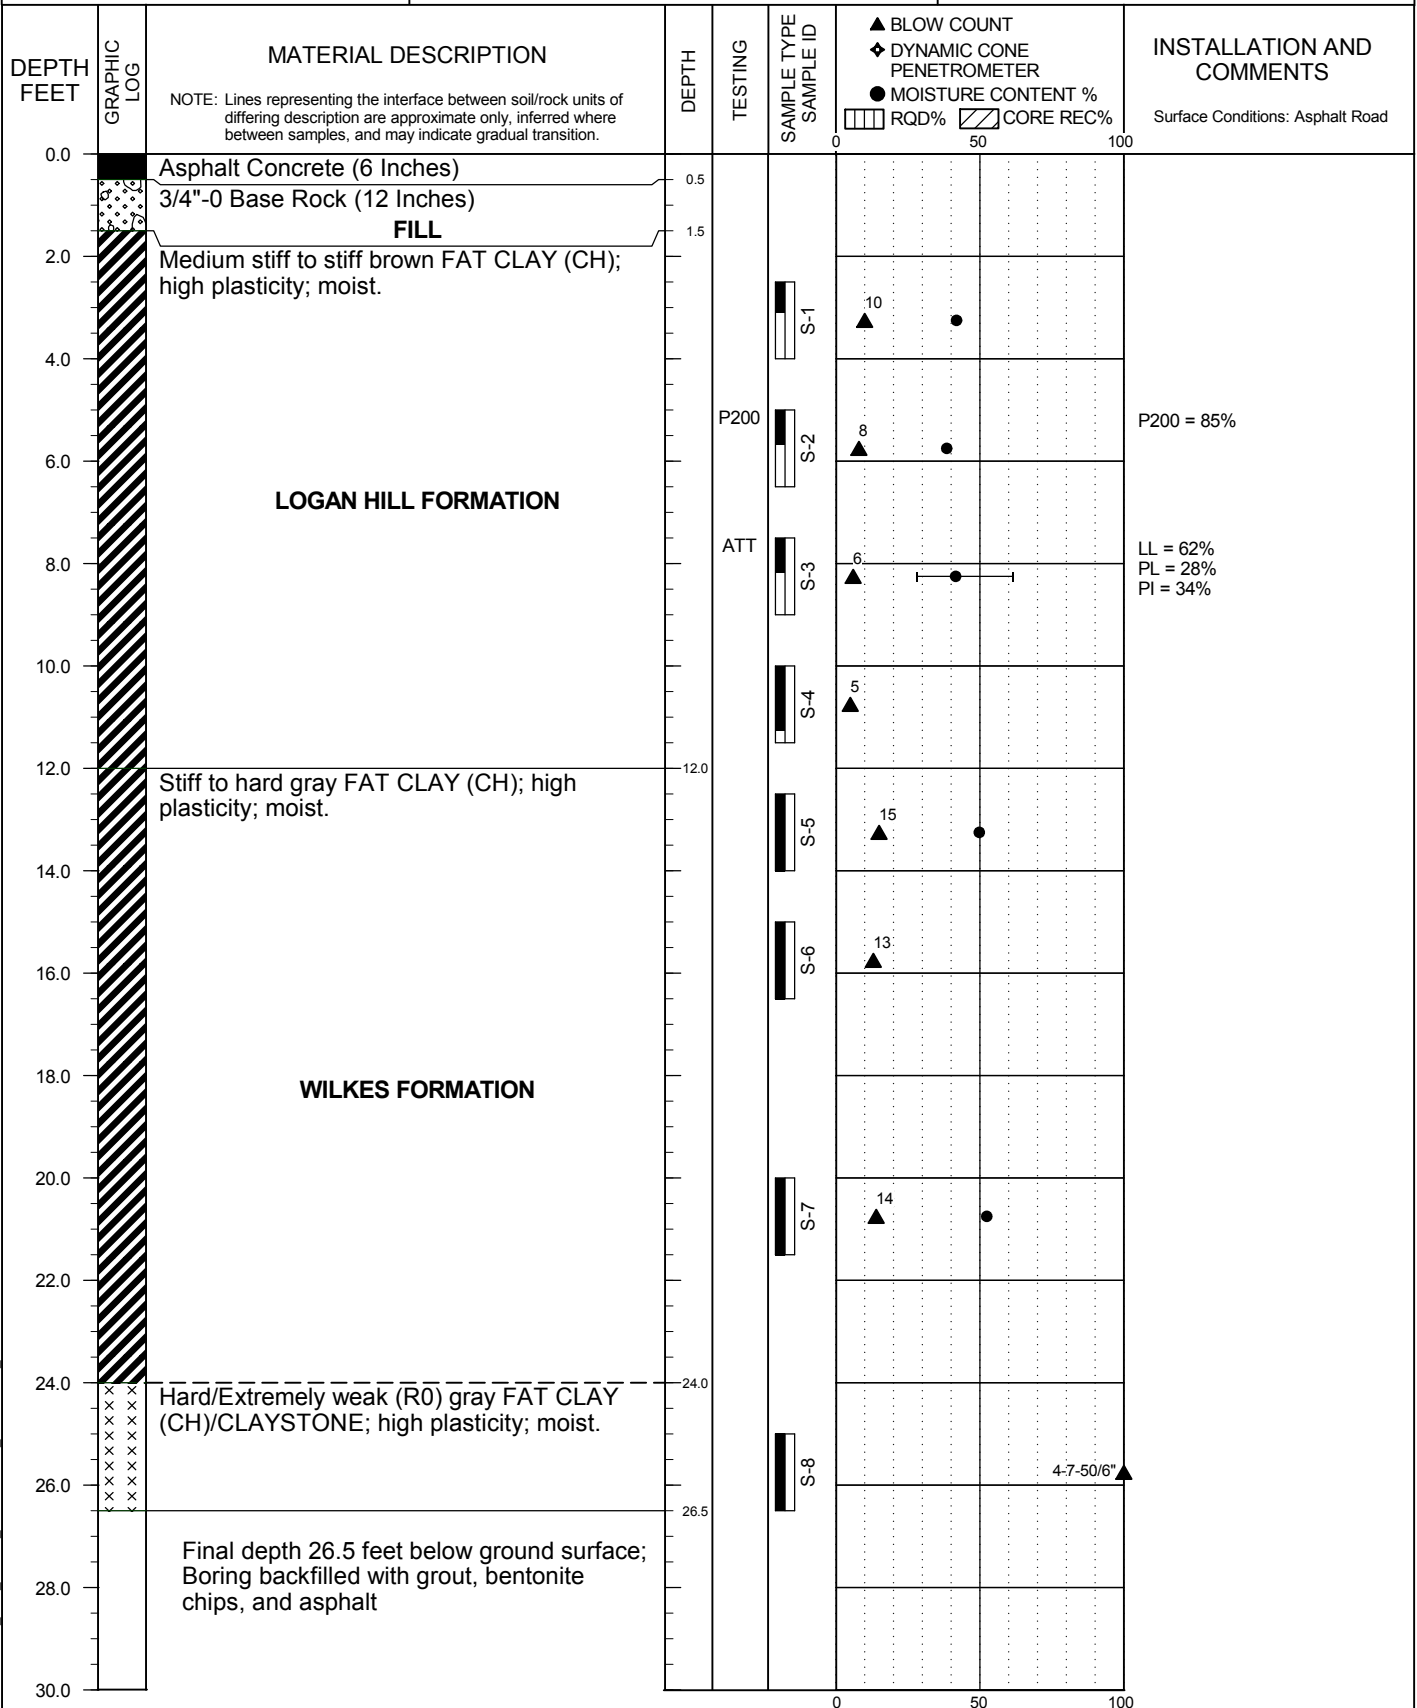 DEPTH
FEET
GRAPHIC
LOG
MATERIAL DESCRIPTION
NOTE: Lines representing the interface between soil/rock units of
differing description are approximate only, inferred where
between samples, and may indicate gradual transition.
DEPTH
TESTING
SAMPLE TYPE
SAMPLE ID
BLOW COUNT
DYNAMIC CONE
PENETROMETER
MOISTURE CONTENT %
RQD% CORE REC%
0 50 100
INSTALLATION AND
COMMENTS
Surface Conditions: Asphalt Road
0.0
Asphalt Concrete (6 Inches)
0.5
3/4"-0 Base Rock (12 Inches)
FILL
1.5
2.0
Medium stiff to stiff brown FAT CLAY (CH);
high plasticity; moist.
S-1
10
4.0
P200
S-2
8
P200 = 85%
6.0
LOGAN HILL FORMATION
ATT
S-3
6
LL = 62%
PL = 28%
PI = 34%
8.0
10.0
S-4
5
12.0
12.0
Stiff to hard gray FAT CLAY (CH); high
plasticity; moist.
S-5
15
14.0
S-6
13
16.0
18.0
WILKES FORMATION
20.0
S-7
14
22.0
24.0
24.0
Hard/Extremely weak (R0) gray FAT CLAY
(CH)/CLAYSTONE; high plasticity; moist.
S-8
4-7-50/6"
26.0
26.5
Final depth 26.5 feet below ground surface;
Boring backfilled with grout, bentonite
chips, and asphalt
28.0
30.0
0 50 100